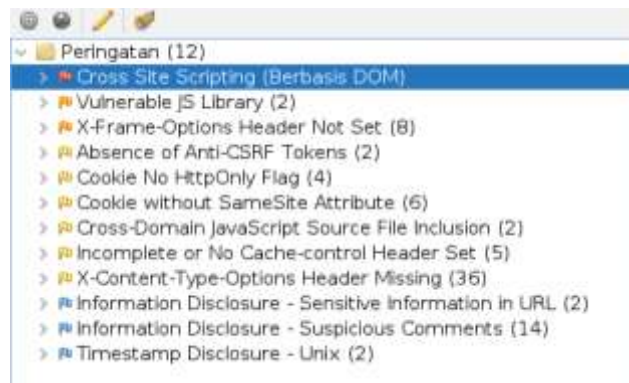 Peringatan (12)
Cross Site Scripting (Berbasis DOM)
Vulnerable JS Library (2)
X-Frame-Options Header Not Set (8)
Absence of Anti-CSRF Tokens (2)
Cookie No HttpOnly Flag (4)
Cookie without SameSite Attribute (6)
Cross-Domain JavaScript Source File Inclusion (2)
Incomplete or No Cache-control Header Set (5)
X-Content-Type-Options Header Missing (36)
Information Disclosure - Sensitive Information in URL (2)
Information Disclosure - Suspicious Comments (14)
Timestamp Disclosure - Unix (2)